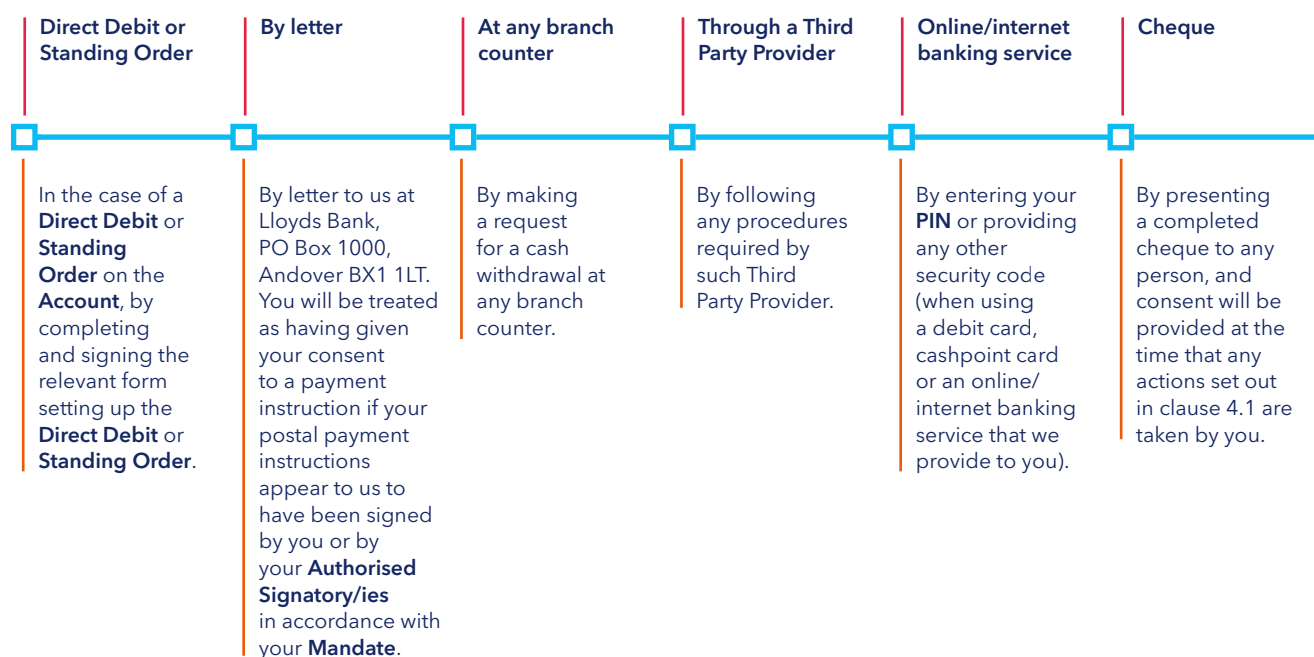 Direct Debit or
Standing Order
By letter
At any branch
counter
Through a Third
Party Provider
Online/internet
banking service
Cheque
In the case of a
Direct Debit or
Standing
Order on the
Account, by
completing
and signing the
relevant form
setting up the
Direct Debit or
Standing Order.
By letter to us at
Lloyds Bank,
PO Box 1000,
Andover BX1 1LT.
You will be treated
as having given
your consent
to a payment
instruction if your
postal payment
instructions
appear to us to
have been signed
by you or by
your Authorised
Signatory/ies
in accordance with
your Mandate.
By making
a request
for a cash
withdrawal at
any branch
counter.
By following
any procedures
required by
such Third
Party Provider.
By entering your
PIN or providing
any other
security code
(when using
a debit card,
cashpoint card
or an online/
internet banking
service that we
provide to you).
By presenting
a completed
cheque to any
person, and
consent will be
provided at the
time that any
actions set out
in clause 4.1 are
taken by you.